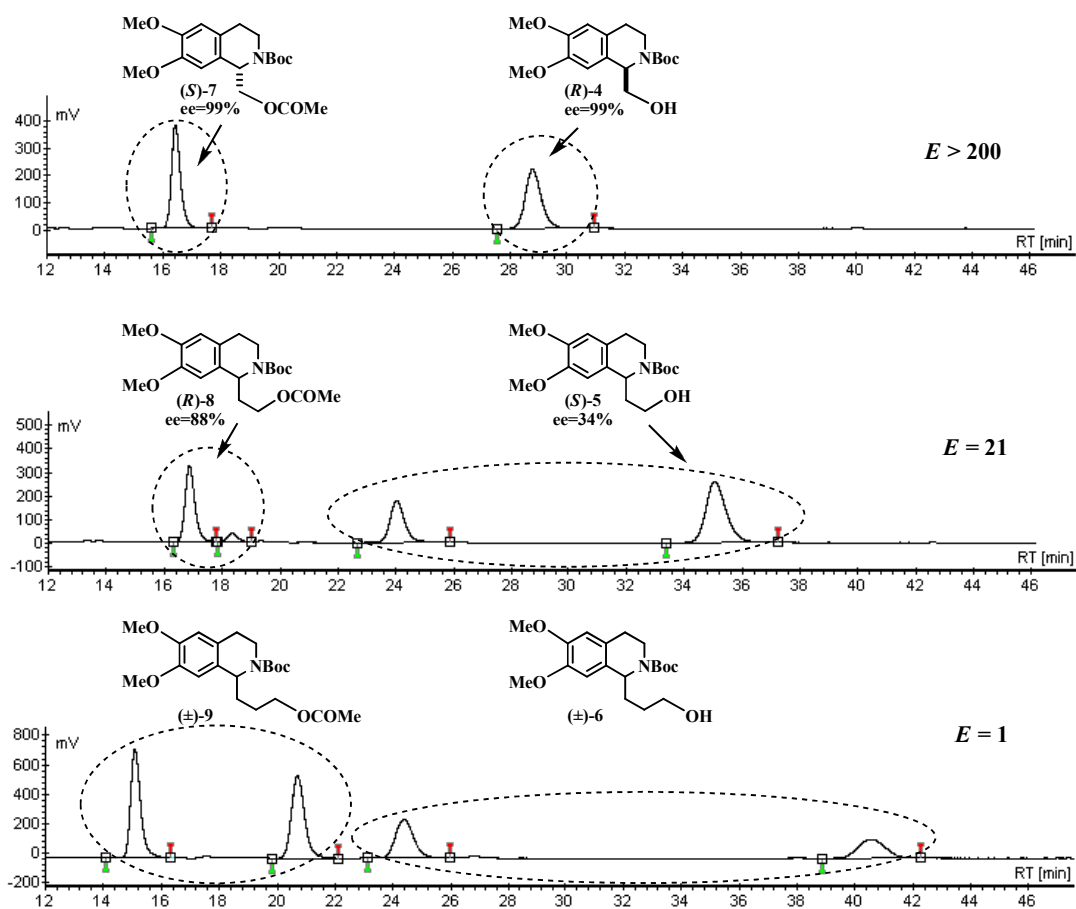 MeO
MeO
NBoc
(S)-7
ee=99%
OCOMe
MeO
MeO
NBoc
(R)-4
ee=99%
OH
E > 200
mV
400
300
200
100
0
RT [min]
12 14 16 18 20 22 24 26 28 30 32 34 36 38 40 42 44 46
MeO
MeO
NBoc
(R)-8
ee=88%
OCOMe
MeO
MeO
NBoc
(S)-5
ee=34%
OH
E = 21
mV
500
400
300
200
100
0
-100
RT [min]
12 14 16 18 20 22 24 26 28 30 32 34 36 38 40 42 44 46
MeO
MeO
NBoc
(±)-9
OCOMe
MeO
MeO
NBoc
(±)-6
OH
E = 1
mV
800
600
400
200
0
-200
RT [min]
12 14 16 18 20 22 24 26 28 30 32 34 36 38 40 42 44 46